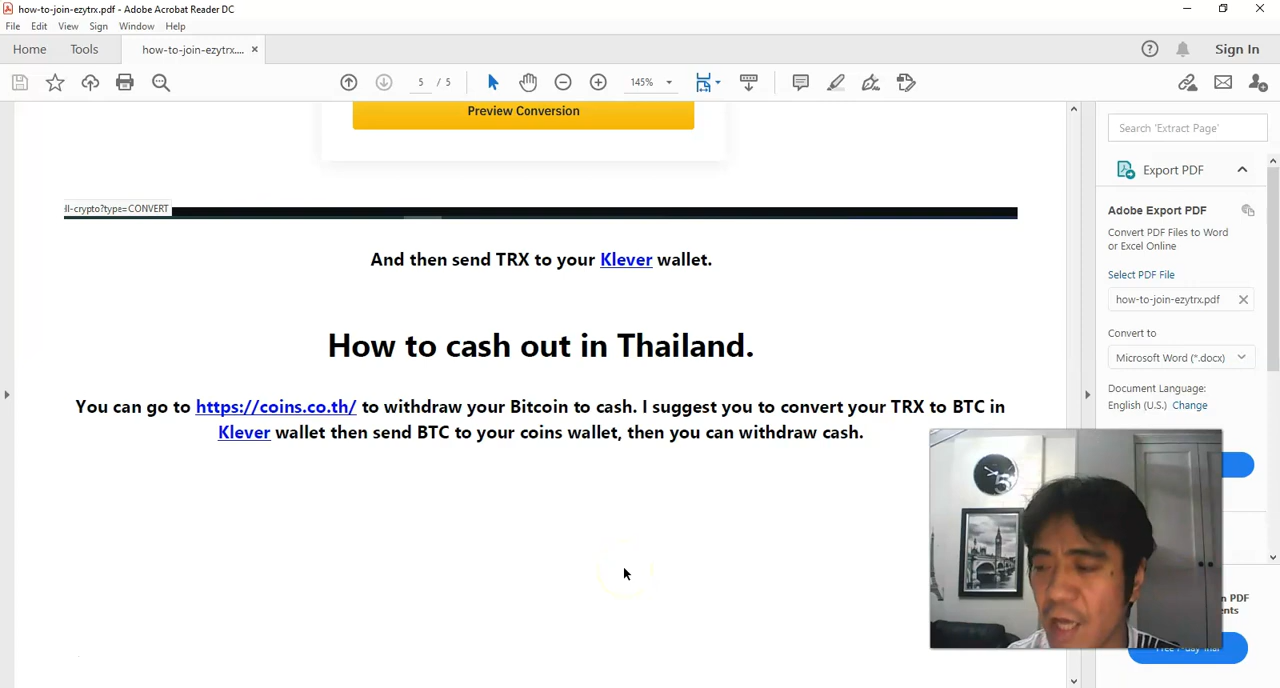 how-to-join-ezytrx.pdf - Adobe Acrobat Reader DC
File Edit View Sign Window Help
Home Tools how-to-join-ezytrx.... × Sign In
5 / 5 145%
Preview Conversion
ll-crypto?type=CONVERT
And then send TRX to your Klever wallet.
How to cash out in Thailand.
You can go to https://coins.co.th/ to withdraw your Bitcoin to cash. I suggest you to convert your TRX to BTC in
Klever wallet then send BTC to your coins wallet, then you can withdraw cash.
Search 'Extract Page'
Export PDF
Adobe Export PDF
Convert PDF Files to Word
or Excel Online
Select PDF File
how-to-join-ezytrx.pdf
Convert to
Microsoft Word (*.docx)
Document Language:
English (U.S.) Change